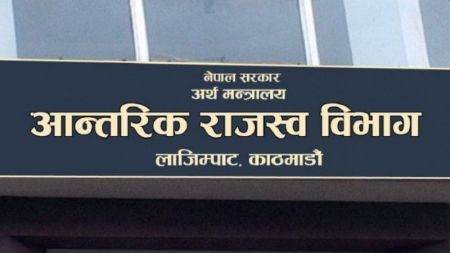 नेपाल सरकार
अर्थ मन्त्रालय
आन्तरिक राजस्व विभाग
लाजिम्पाट, काठमाडौं